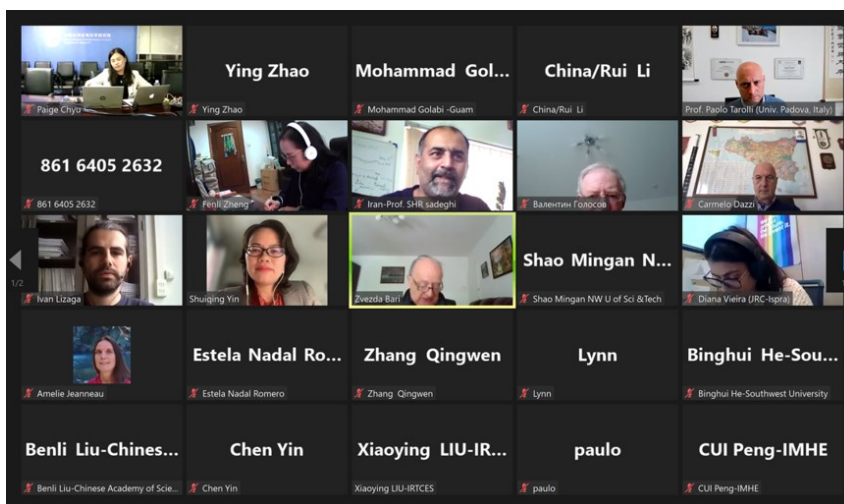 Paige Chyu
Ying Zhao
Ying Zhao
Mohammad Gol...
Mohammad Golabi -Guam
China/Rui Li
China/Rui Li
Prof. Paolo Tarolli (Univ. Padova, Italy)
861 6405 2632
861 6405 2632
Fenli Zheng
Iran-Prof. SHR sadeghi
Валентин Голосов
Carmelo Dazzi
1/2
Ivan Lizaga
Shuiqing Yin
Zvezda Bari
Shao Mingan N...
Shao Mingan NW U of Sci &Tech
Diana Vieira (JRC-Ispra)
Amelie Jeanneau
Estela Nadal Ro...
Estela Nadal Romero
Zhang Qingwen
Zhang Qingwen
Lynn
Lynn
Binghui He-Sou...
Binghui He-Southwest University
Benli Liu-Chines...
Benli Liu-Chinese Academy of Scie...
Chen Yin
Chen Yin
Xiaoying LIU-IR...
Xiaoying LIU-IRTCES
paulo
paulo
CUI Peng-IMHE
CUI Peng-IMHE